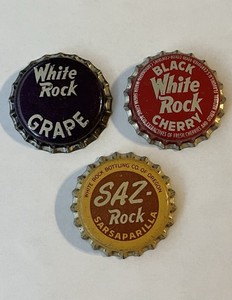 White
Rock
GRAPE
BLACK
White
Rock
CHERRY
WHITE ROCK BOTTLING CO OF OREGON
SAZ-
Rock
SARSAPARILLA